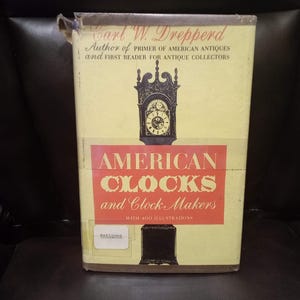 Carl W. Drepperd
Author of PRIMER OF AMERICAN ANTIQUES
and FIRST READER FOR ANTIQUE COLLECTORS
AMERICAN
CLOCKS
and Clock-Makers
WITH 400 ILLUSTRATIONS